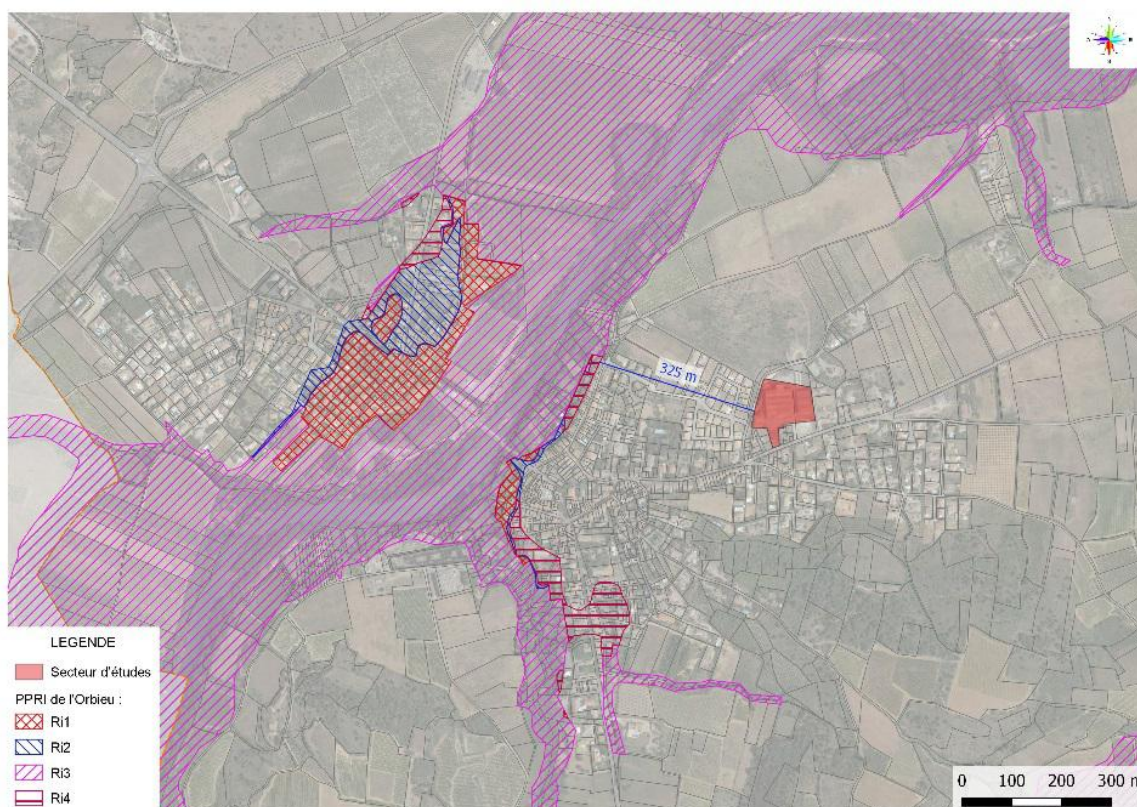 325 m
LEGENDE
Secteur d'études
PPRI de l'Orbieu :
Ri1
Ri2
Ri3
Ri4
0 100 200 300 m